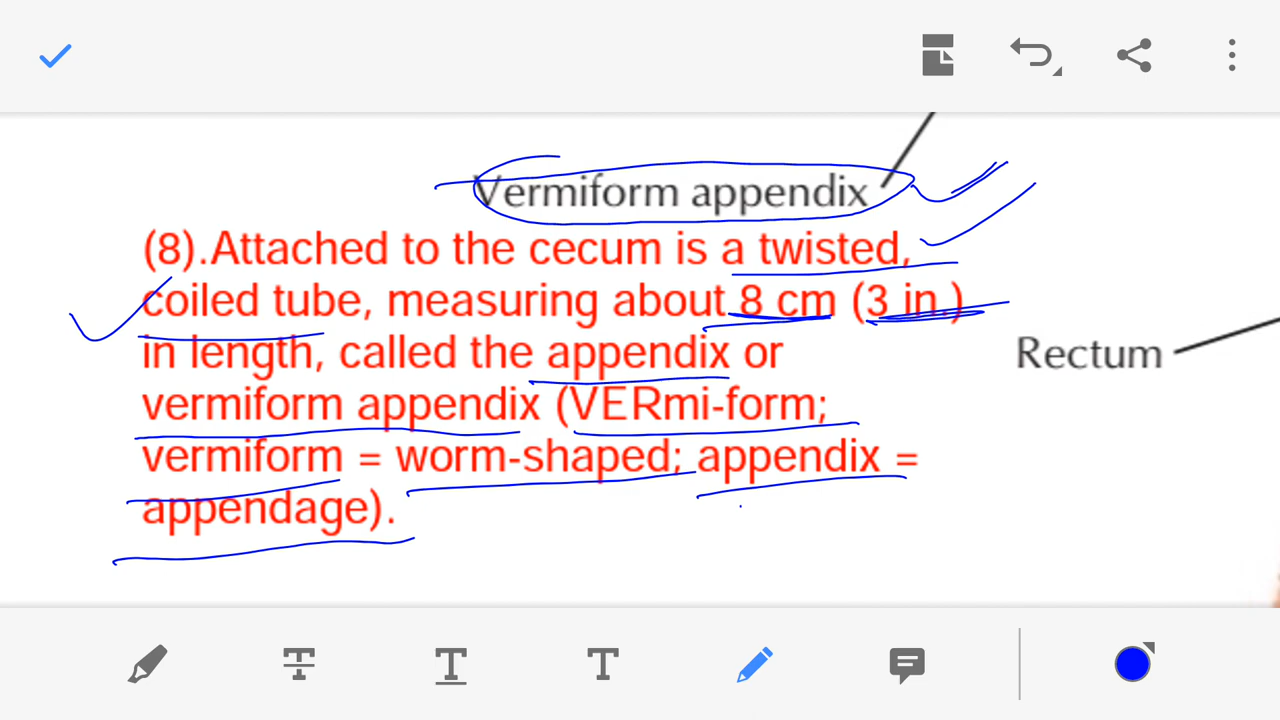 Vermiform appendix
(8).Attached to the cecum is a twisted,
coiled tube, measuring about 8 cm (3 in.)
in length, called the appendix or
vermiform appendix (VERmi-form;
vermiform = worm-shaped; appendix =
appendage).
Rectum